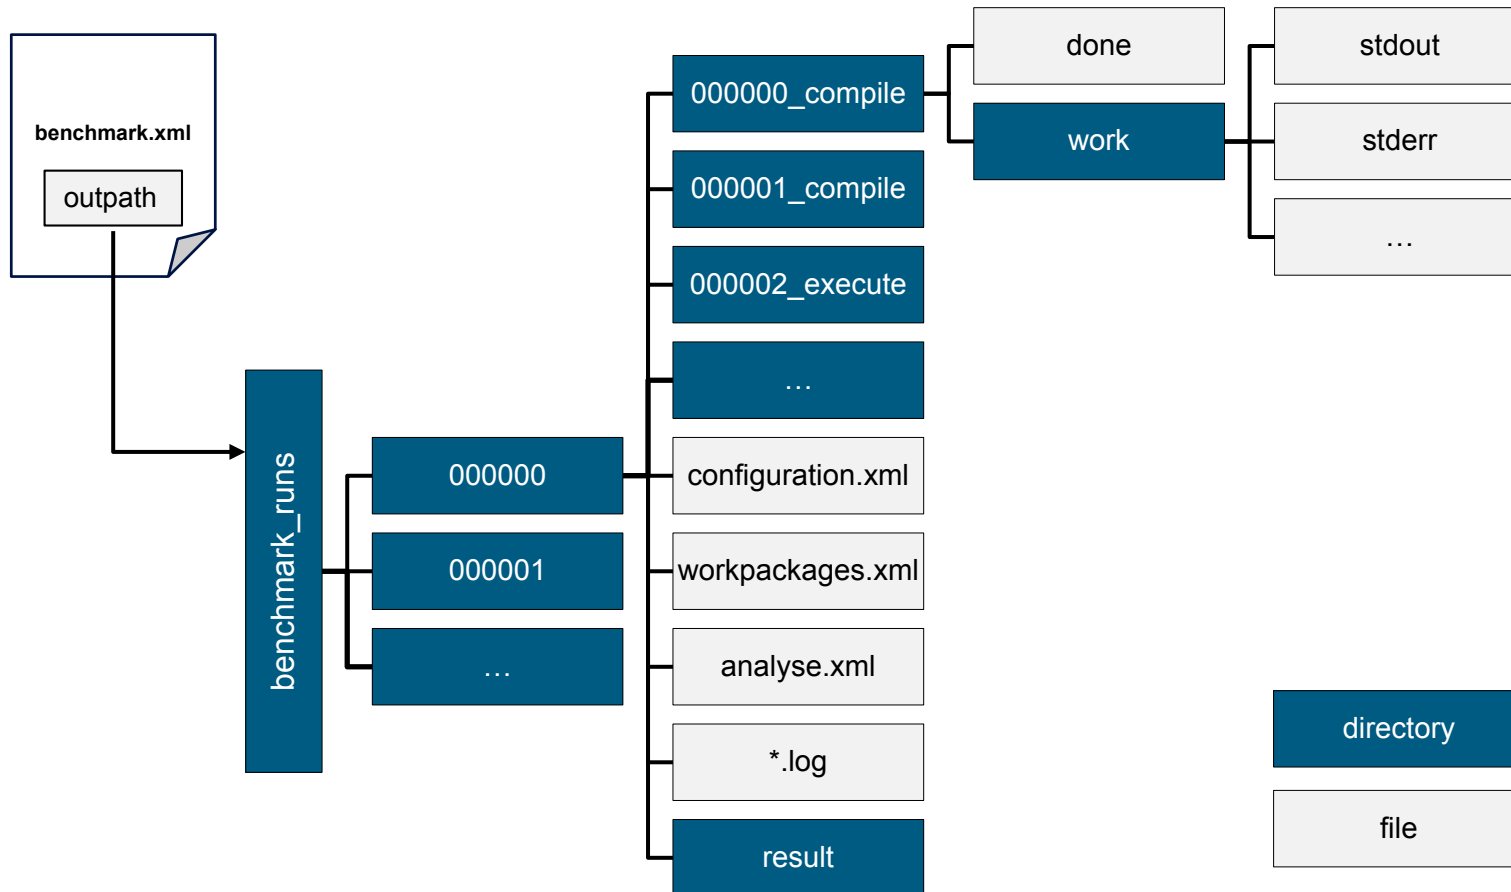 benchmark.xml
outpath
benchmark_runs
000000
000001
…
000000_compile
000001_compile
000002_execute
…
configuration.xml
workpackages.xml
analyse.xml
*.log
result
done
work
stdout
stderr
…
directory
file